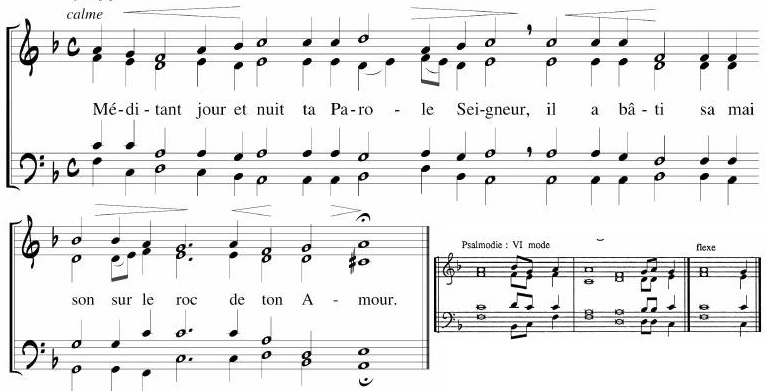 calme
Mé-di-tant jour et nuit ta Pa-ro-le Sei-gneur, il a bâ-ti sa mai
son sur le roc de ton A-mour.
Psalmodie : VI mode
flexe